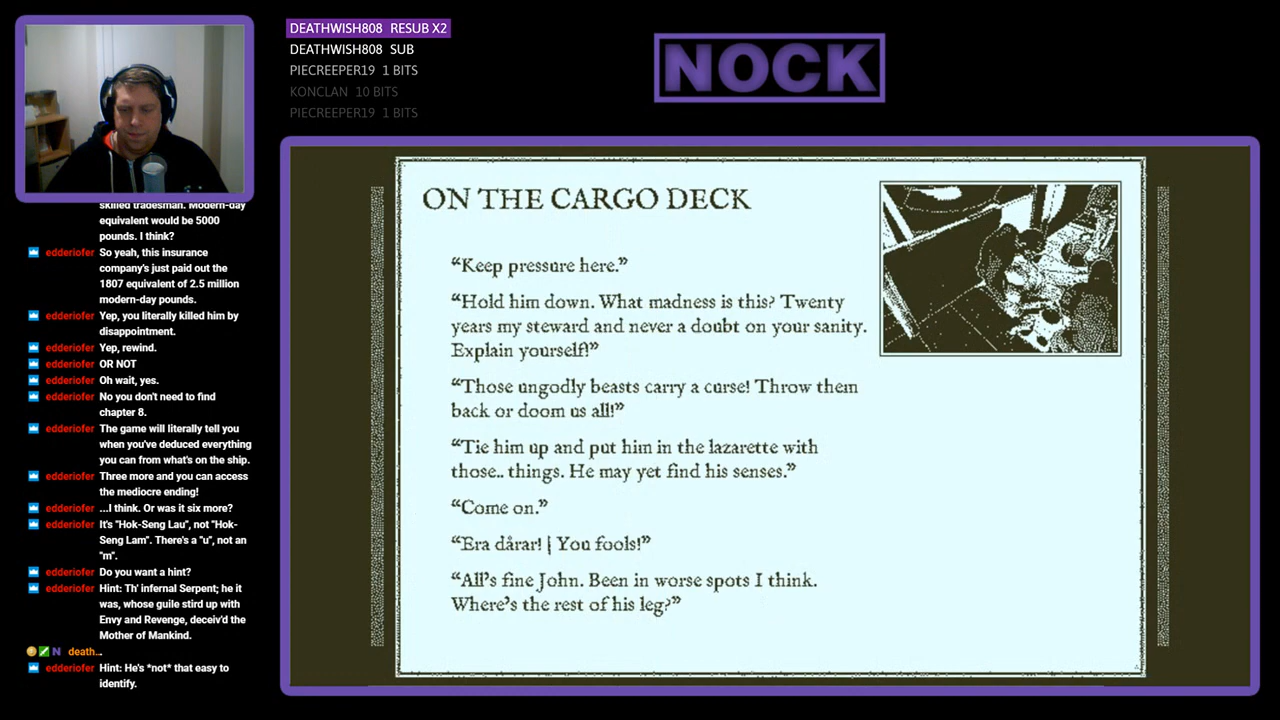 DEATHWISH808 RESUB X2
DEATHWISH808 SUB
PIECREEPER19 1 BITS
KONCLAN 10 BITS
PIECREEPER19 1 BITS
NOCK
skilled tradesman. Modern-day
equivalent would be 5000
pounds. I think?
edderiofer So yeah, this insurance
company's just paid out the
1807 equivalent of 2.5 million
modern-day pounds.
edderiofer Yep, you literally killed him by
disappointment.
edderiofer Yep, rewind.
edderiofer OR NOT
edderiofer Oh wait, yes.
edderiofer No you don't need to find
chapter 8.
edderiofer The game will literally tell you
when you've deduced everything
you can from what's on the ship.
edderiofer Three more and you can access
the mediocre ending!
edderiofer ...I think. Or was it six more?
edderiofer It's "Hok-Seng Lau", not "Hok-
Seng Lam". There's a "u", not an
"m".
edderiofer Do you want a hint?
edderiofer Hint: Th' infernal Serpent; he it
was, whose guile stird up with
Envy and Revenge, deceiv'd the
Mother of Mankind.
N death... .
edderiofer Hint: He's *not* that easy to
identify.
ON THE CARGO DECK
“Keep pressure here.”
“Hold him down. What madness is this? Twenty
years my steward and never a doubt on your sanity.
Explain yourself!”
“Those ungodly beasts carry a curse! Throw them
back or doom us all!”
“Tie him up and put him in the lazarette with
those.. things. He may yet find his senses.”
“Come on.”
“Era dårar! | You fools!”
“All's fine John. Been in worse spots I think.
Where's the rest of his leg?”